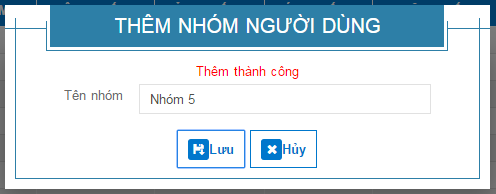 THÊM NHÓM NGƯỜI DÙNG
Thêm thành công
Tên nhóm
Nhóm 5
Lưu
Hủy